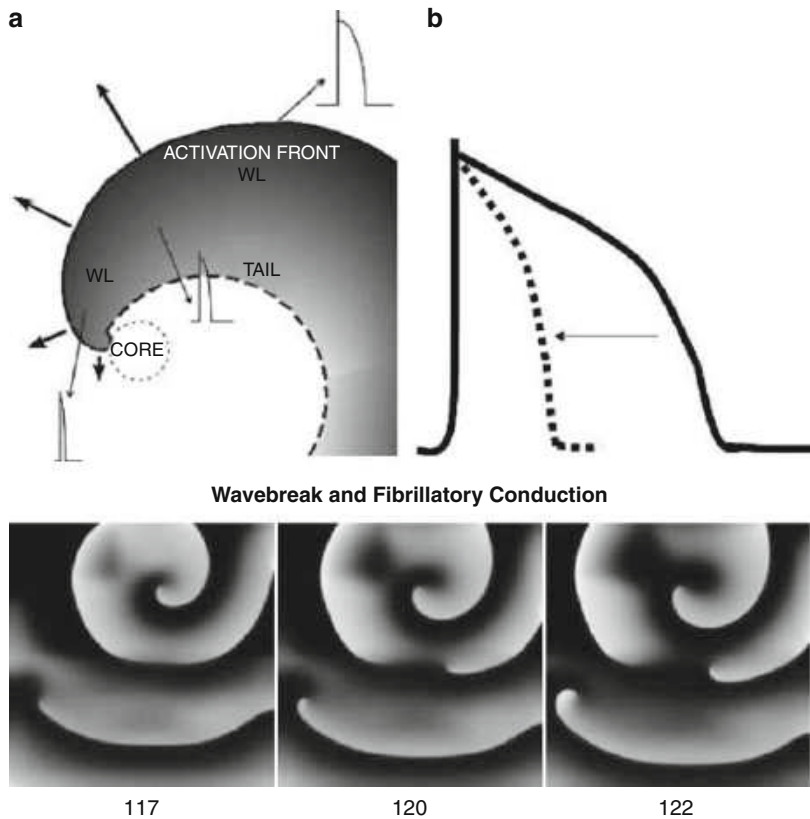 a
b
ACTIVATION FRONT
WL
WL
TAIL
CORE
Wavebreak and Fibrillatory Conduction
117 120 122